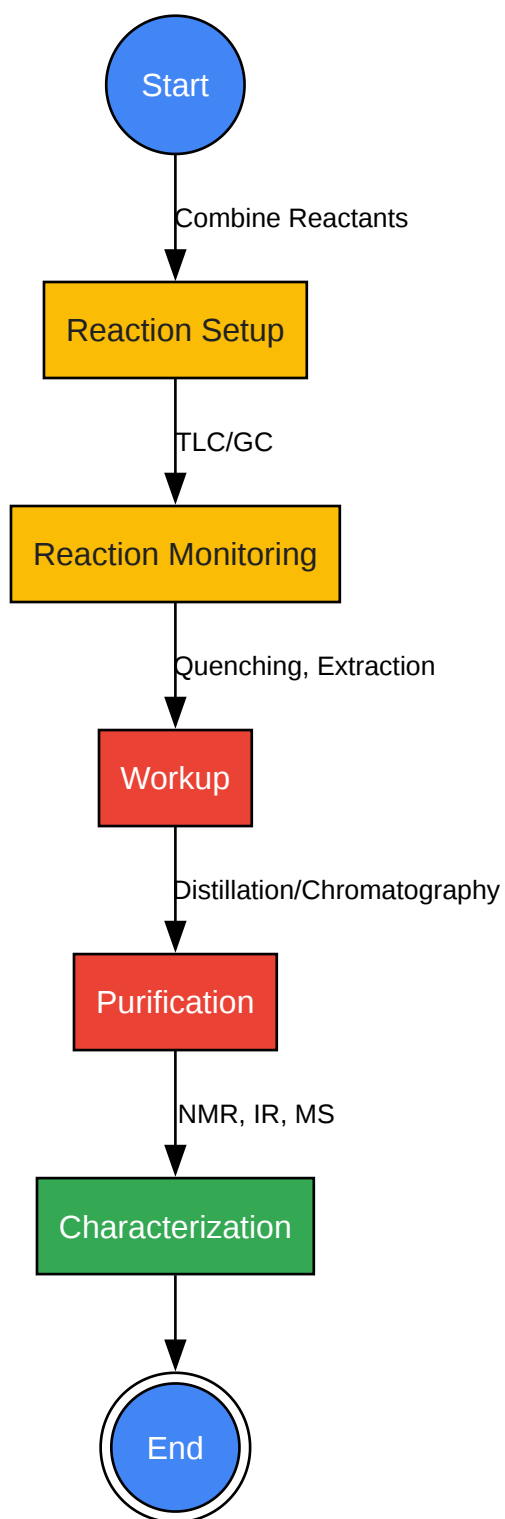 Start
Combine Reactants
Reaction Setup
TLC/GC
Reaction Monitoring
Quenching, Extraction
Workup
Distillation/Chromatography
Purification
NMR, IR, MS
Characterization
End